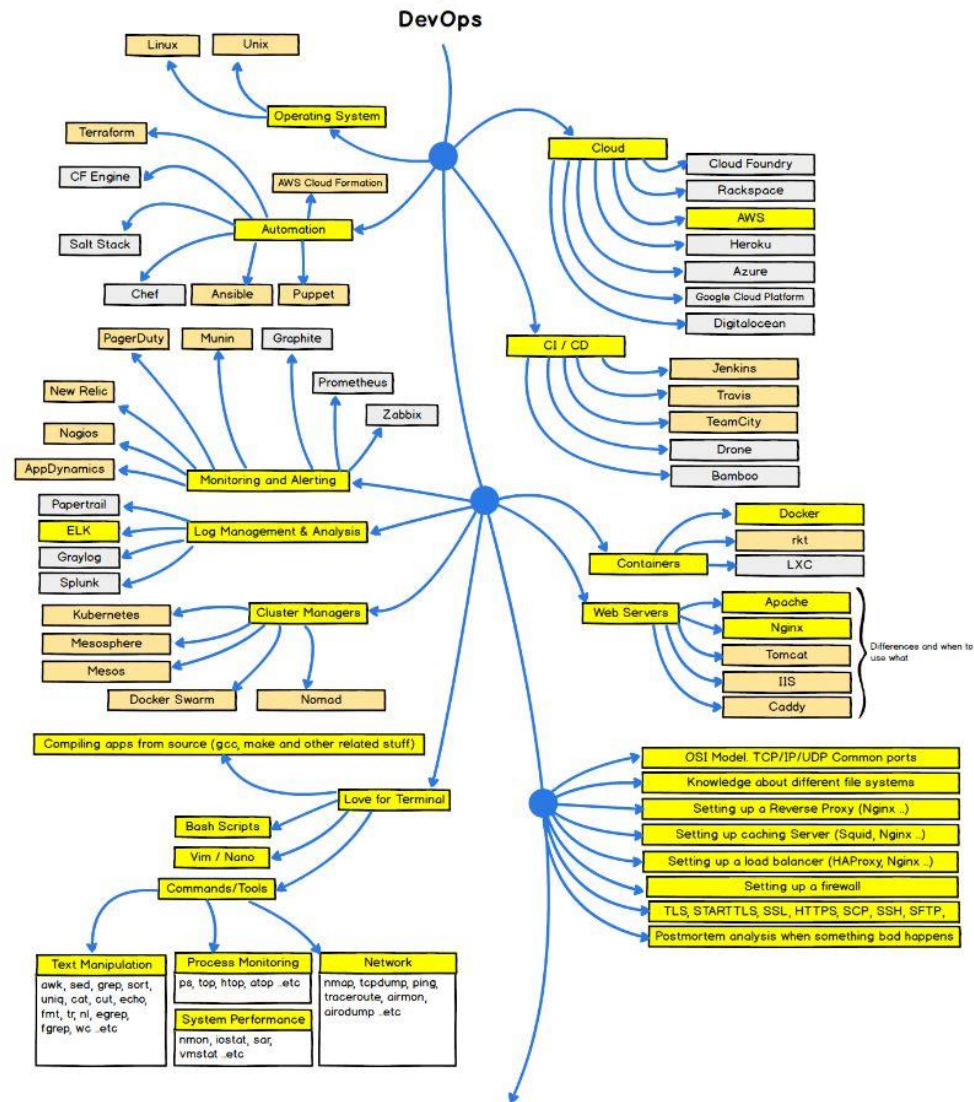 DevOps
Linux
Unix
Operating System
Terraform
CF Engine
AWS Cloud Formation
Automation
Salt Stack
Chef
Ansible
Puppet
Cloud
Cloud Foundry
Rackspace
AWS
Heroku
Azure
Google Cloud Platform
Digitalocean
CI / CD
Jenkins
Travis
TeamCity
Drone
Bamboo
PagerDuty
Munin
Graphite
Prometheus
Zabbix
New Relic
Nagios
AppDynamics
Monitoring and Alerting
Papertrail
ELK
Graylog
Splunk
Log Management & Analysis
Containers
Docker
rkt
LXC
Cluster Managers
Kubernetes
Mesosphere
Mesos
Docker Swarm
Nomad
Web Servers
Apache
Nginx
Tomcat
IIS
Caddy
Differences and when to
use what
Compiling apps from source (gcc, make and other related stuff)
Love for Terminal
Bash Scripts
Vim / Nano
Commands/Tools
Text Manipulation
awk, sed, grep, sort,
uniq, cat, cut, echo,
fmt, tr, nl, egrep,
fgrep, wc ..etc
Process Monitoring
ps, top, htop, atop ..etc
System Performance
nmon, iostat, sar,
vmstat ..etc
Network
nmap, tcpdump, ping,
traceroute, airmon,
airodump ..etc
OSI Model. TCP/IP/UDP Common ports
Knowledge about different file systems
Setting up a Reverse Proxy (Nginx ..)
Setting up caching Server (Squid, Nginx ..)
Setting up a load balancer (HAProxy, Nginx ..)
Setting up a firewall
TLS, STARTTLS, SSL, HTTPS, SCP, SSH, SFTP,
Postmortem analysis when something bad happens